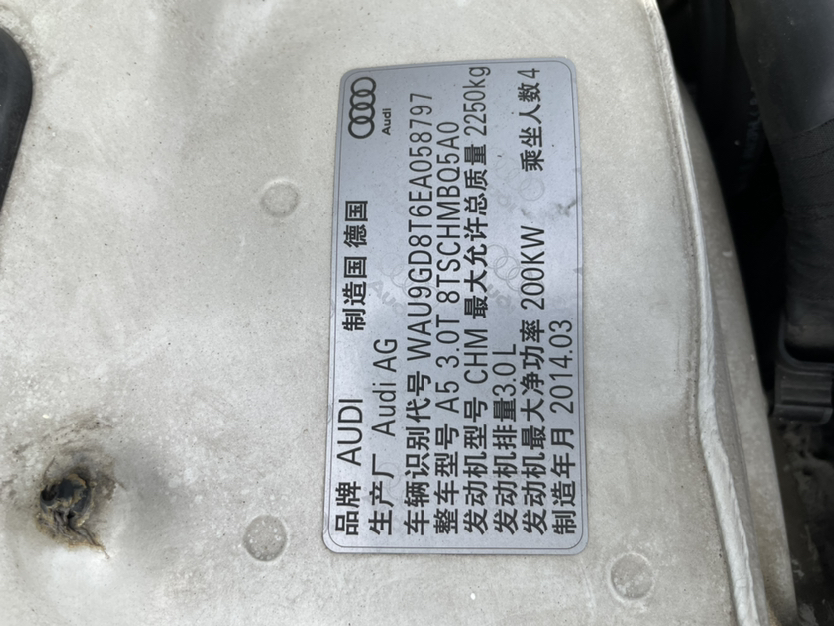 Audi
品牌 AUDI 制造国 德国
生产厂 Audi AG
车辆识别代号 WAU9GD8T6EA058797
整车型号 A5 3.0T 8TSCHMBQ5A0
发动机型号 CHM 最大允许总质量 2250kg
发动机排量3.0L
发动机最大净功率 200KW 乘坐人数4
制造年月 2014.03